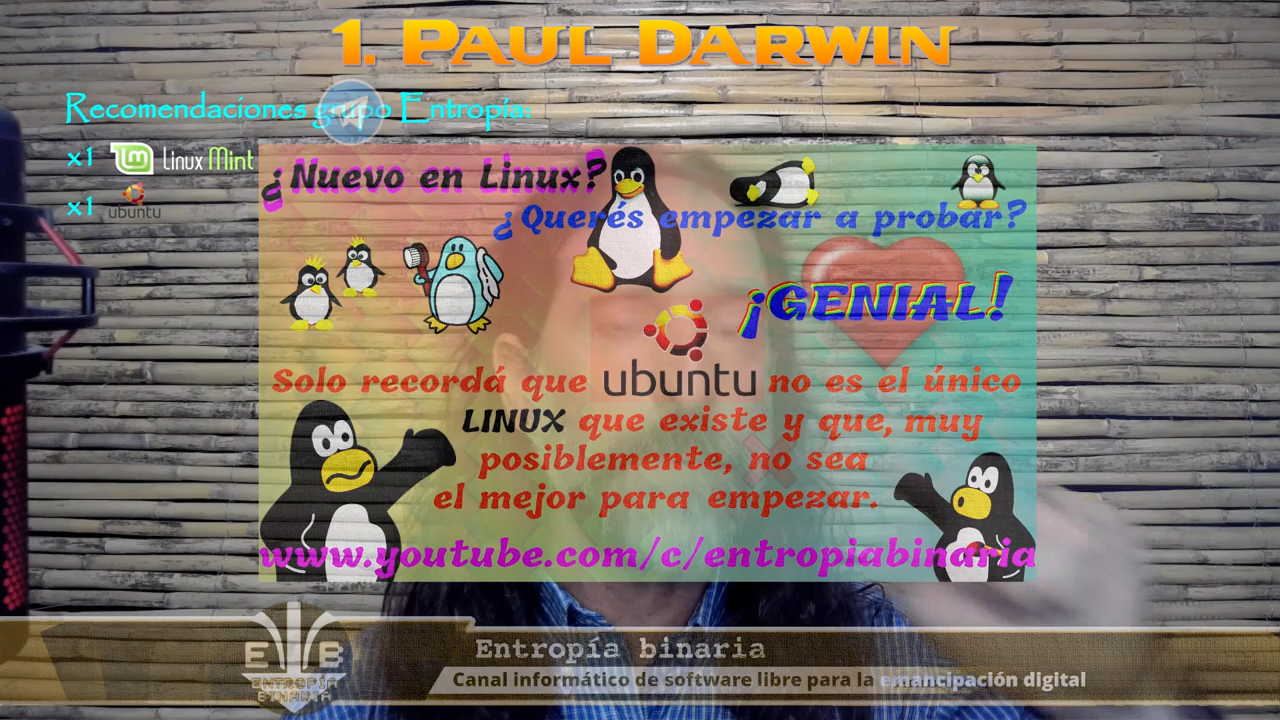 1. Paul Darwin
Recomendaciones grupo Entropía:
x1 Linux Mint
x1 ubuntu
¿Nuevo en Linux?
¿Querés empezar a probar?
¡GENIAL!
Solo recordá que ubuntu no es el único
LINUX que existe y que, muy
posiblemente, no sea
el mejor para empezar.
www.youtube.com/c/entropiabinaria
E B
ENTROPÍA
BINARIA
Entropía binaria
Canal informático de software libre para la emancipación digital